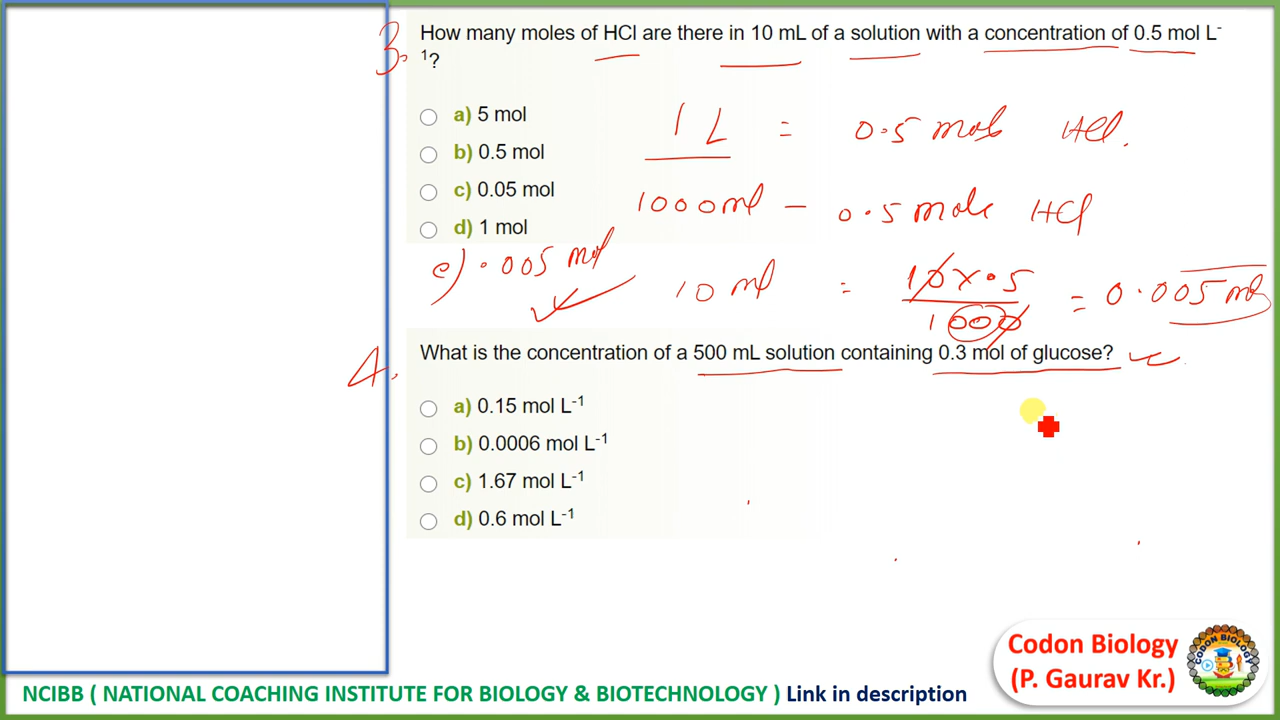 3. How many moles of HCl are there in 10 mL of a solution with a concentration of 0.5 mol L-
1?
a) 5 mol
b) 0.5 mol
c) 0.05 mol
d) 1 mol
e) .005 mol
1 L = 0.5 mol HCl.
1000 ml – 0.5 mole HCl
10 ml = 10 x .5 / 1000 = 0.005 mol
4. What is the concentration of a 500 mL solution containing 0.3 mol of glucose?
a) 0.15 mol L-1
b) 0.0006 mol L-1
c) 1.67 mol L-1
d) 0.6 mol L-1
Codon Biology
(P. Gaurav Kr.)
CODON BIOLOGY
NCIBB ( NATIONAL COACHING INSTITUTE FOR BIOLOGY & BIOTECHNOLOGY ) Link in description